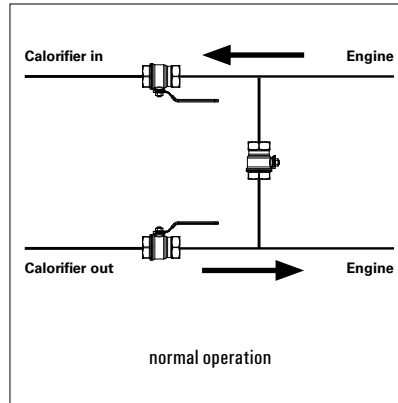 Calorifier in
Engine
Calorifier out
Engine
normal operation